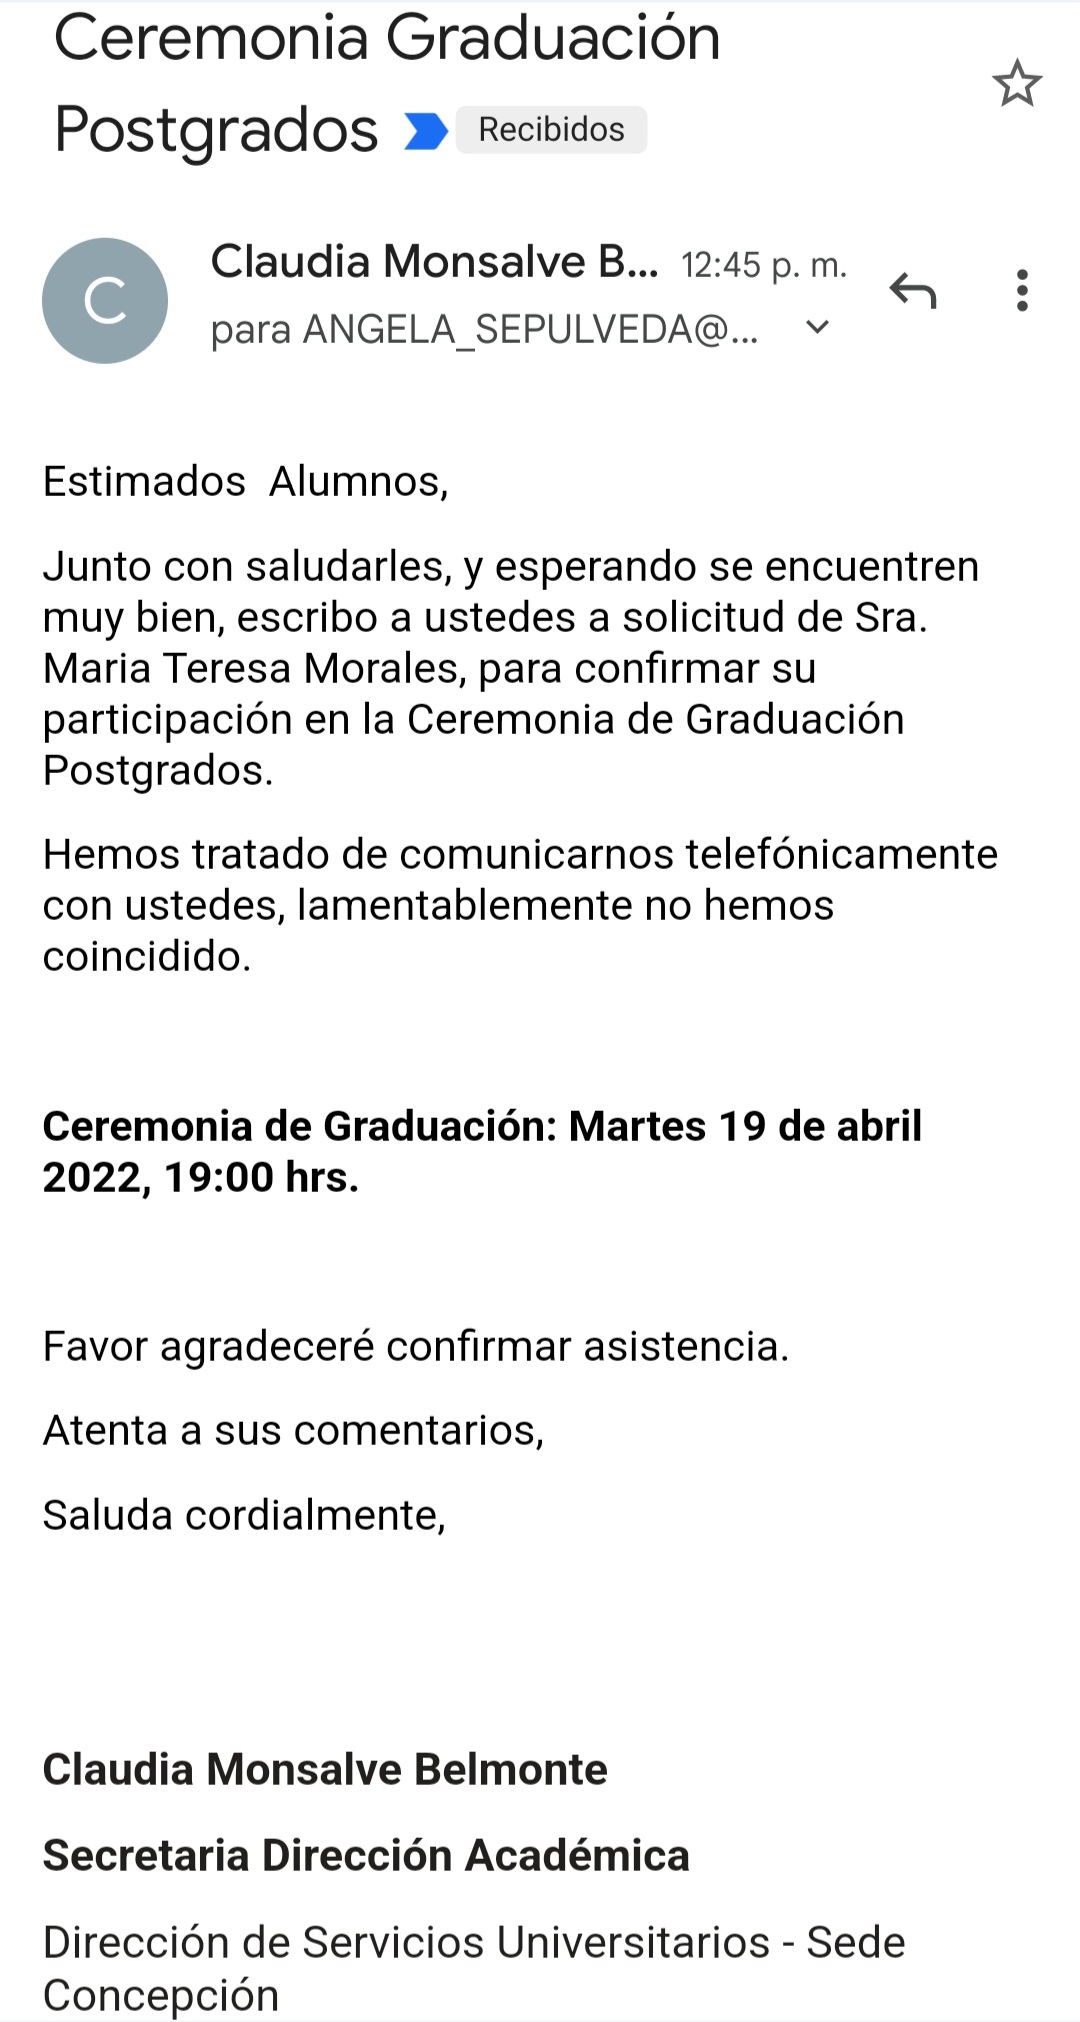 Ceremonia Graduación
Postgrados Recibidos
C
Claudia Monsalve B... 12:45 p. m.
para ANGELA_SEPULVEDA@...
Estimados  Alumnos,
Junto con saludarles, y esperando se encuentren
muy bien, escribo a ustedes a solicitud de Sra.
Maria Teresa Morales, para confirmar su
participación en la Ceremonia de Graduación
Postgrados.
Hemos tratado de comunicarnos telefónicamente
con ustedes, lamentablemente no hemos
coincidido.
Ceremonia de Graduación: Martes 19 de abril
2022, 19:00 hrs.
Favor agradeceré confirmar asistencia.
Atenta a sus comentarios,
Saluda cordialmente,
Claudia Monsalve Belmonte
Secretaria Dirección Académica
Dirección de Servicios Universitarios - Sede
Concepción